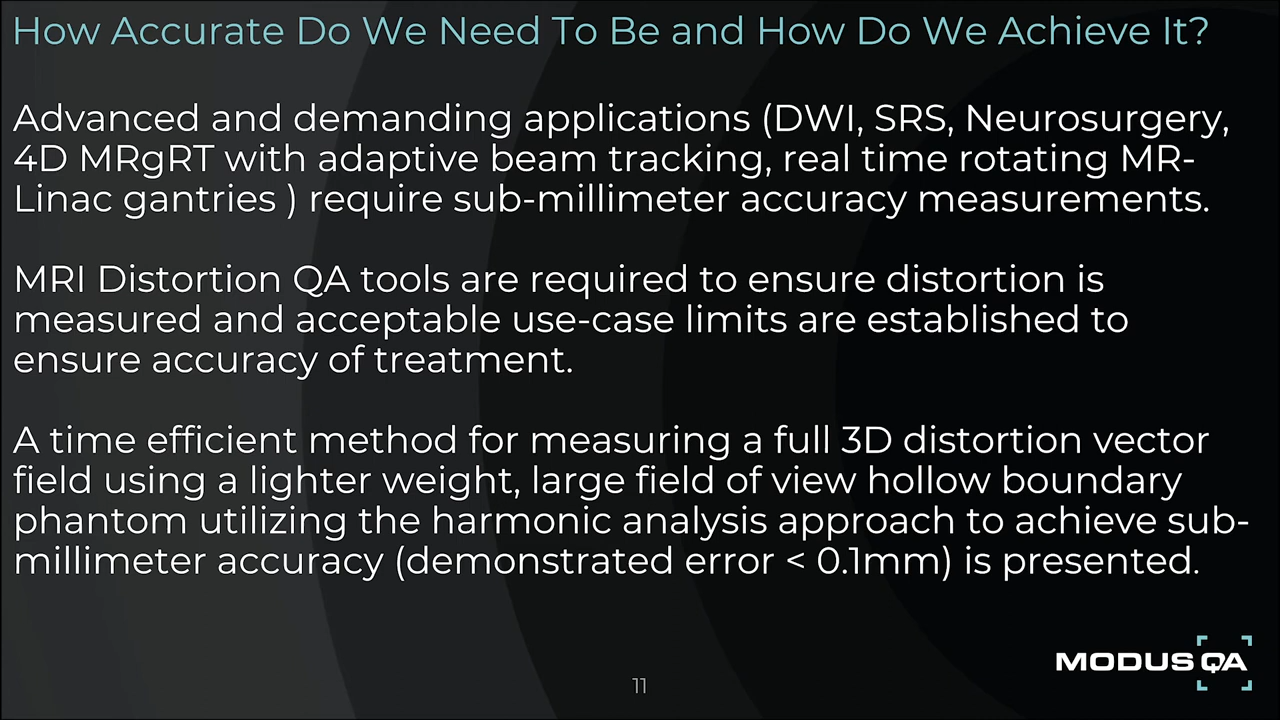 How Accurate Do We Need To Be and How Do We Achieve It?
Advanced and demanding applications (DWI, SRS, Neurosurgery,
4D MRgRT with adaptive beam tracking, real time rotating MR-
Linac gantries ) require sub-millimeter accuracy measurements.
MRI Distortion QA tools are required to ensure distortion is
measured and acceptable use-case limits are established to
ensure accuracy of treatment.
A time efficient method for measuring a full 3D distortion vector
field using a lighter weight, large field of view hollow boundary
phantom utilizing the harmonic analysis approach to achieve sub-
millimeter accuracy (demonstrated error < 0.1mm) is presented.
MODUS QA
11